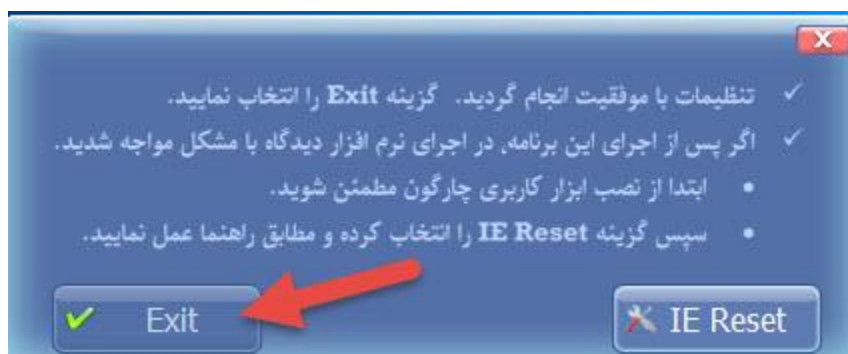 تنظیمات با موفقیت انجام گردید. گزینه Exit را انتخاب نمایید.
اگر پس از اجرای این برنامه, در اجرای نرم افزار دیدگاه با مشکل مواجه شدید.
ابتدا از نصب ابزار کاربری چارگون مطمئن شوید.
سپس گزینه IE Reset را انتخاب کرده و مطابق راهنما عمل نمایید.
Exit
IE Reset